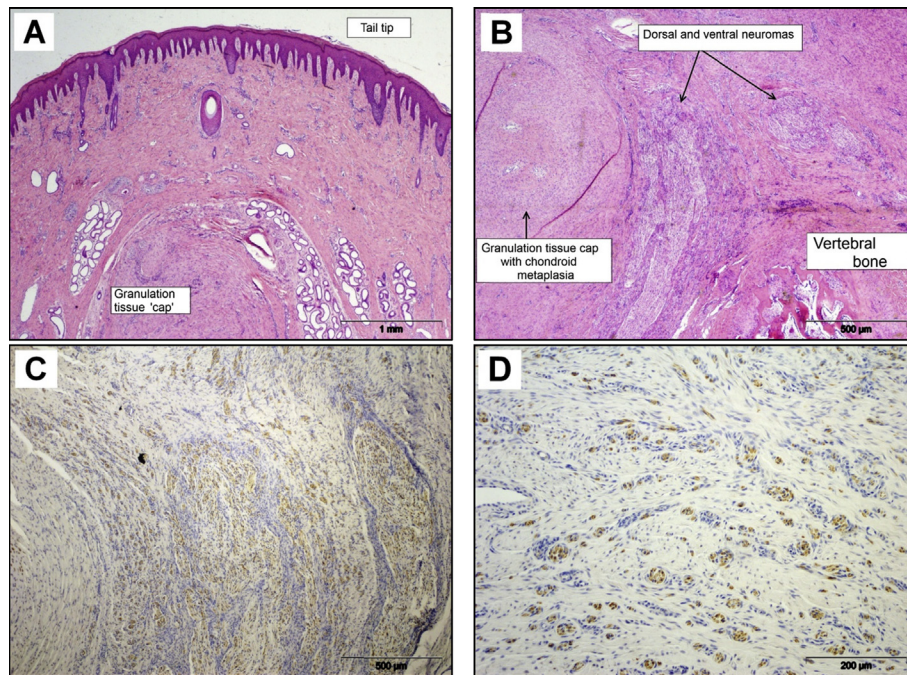 A
Tail tip
Granulation
tissue 'cap'
1 mm
B
Dorsal and ventral neuromas
Granulation tissue cap
with chondroid
metaplasia
Vertebral
bone
500 µm
C
500 µm
D
200 µm